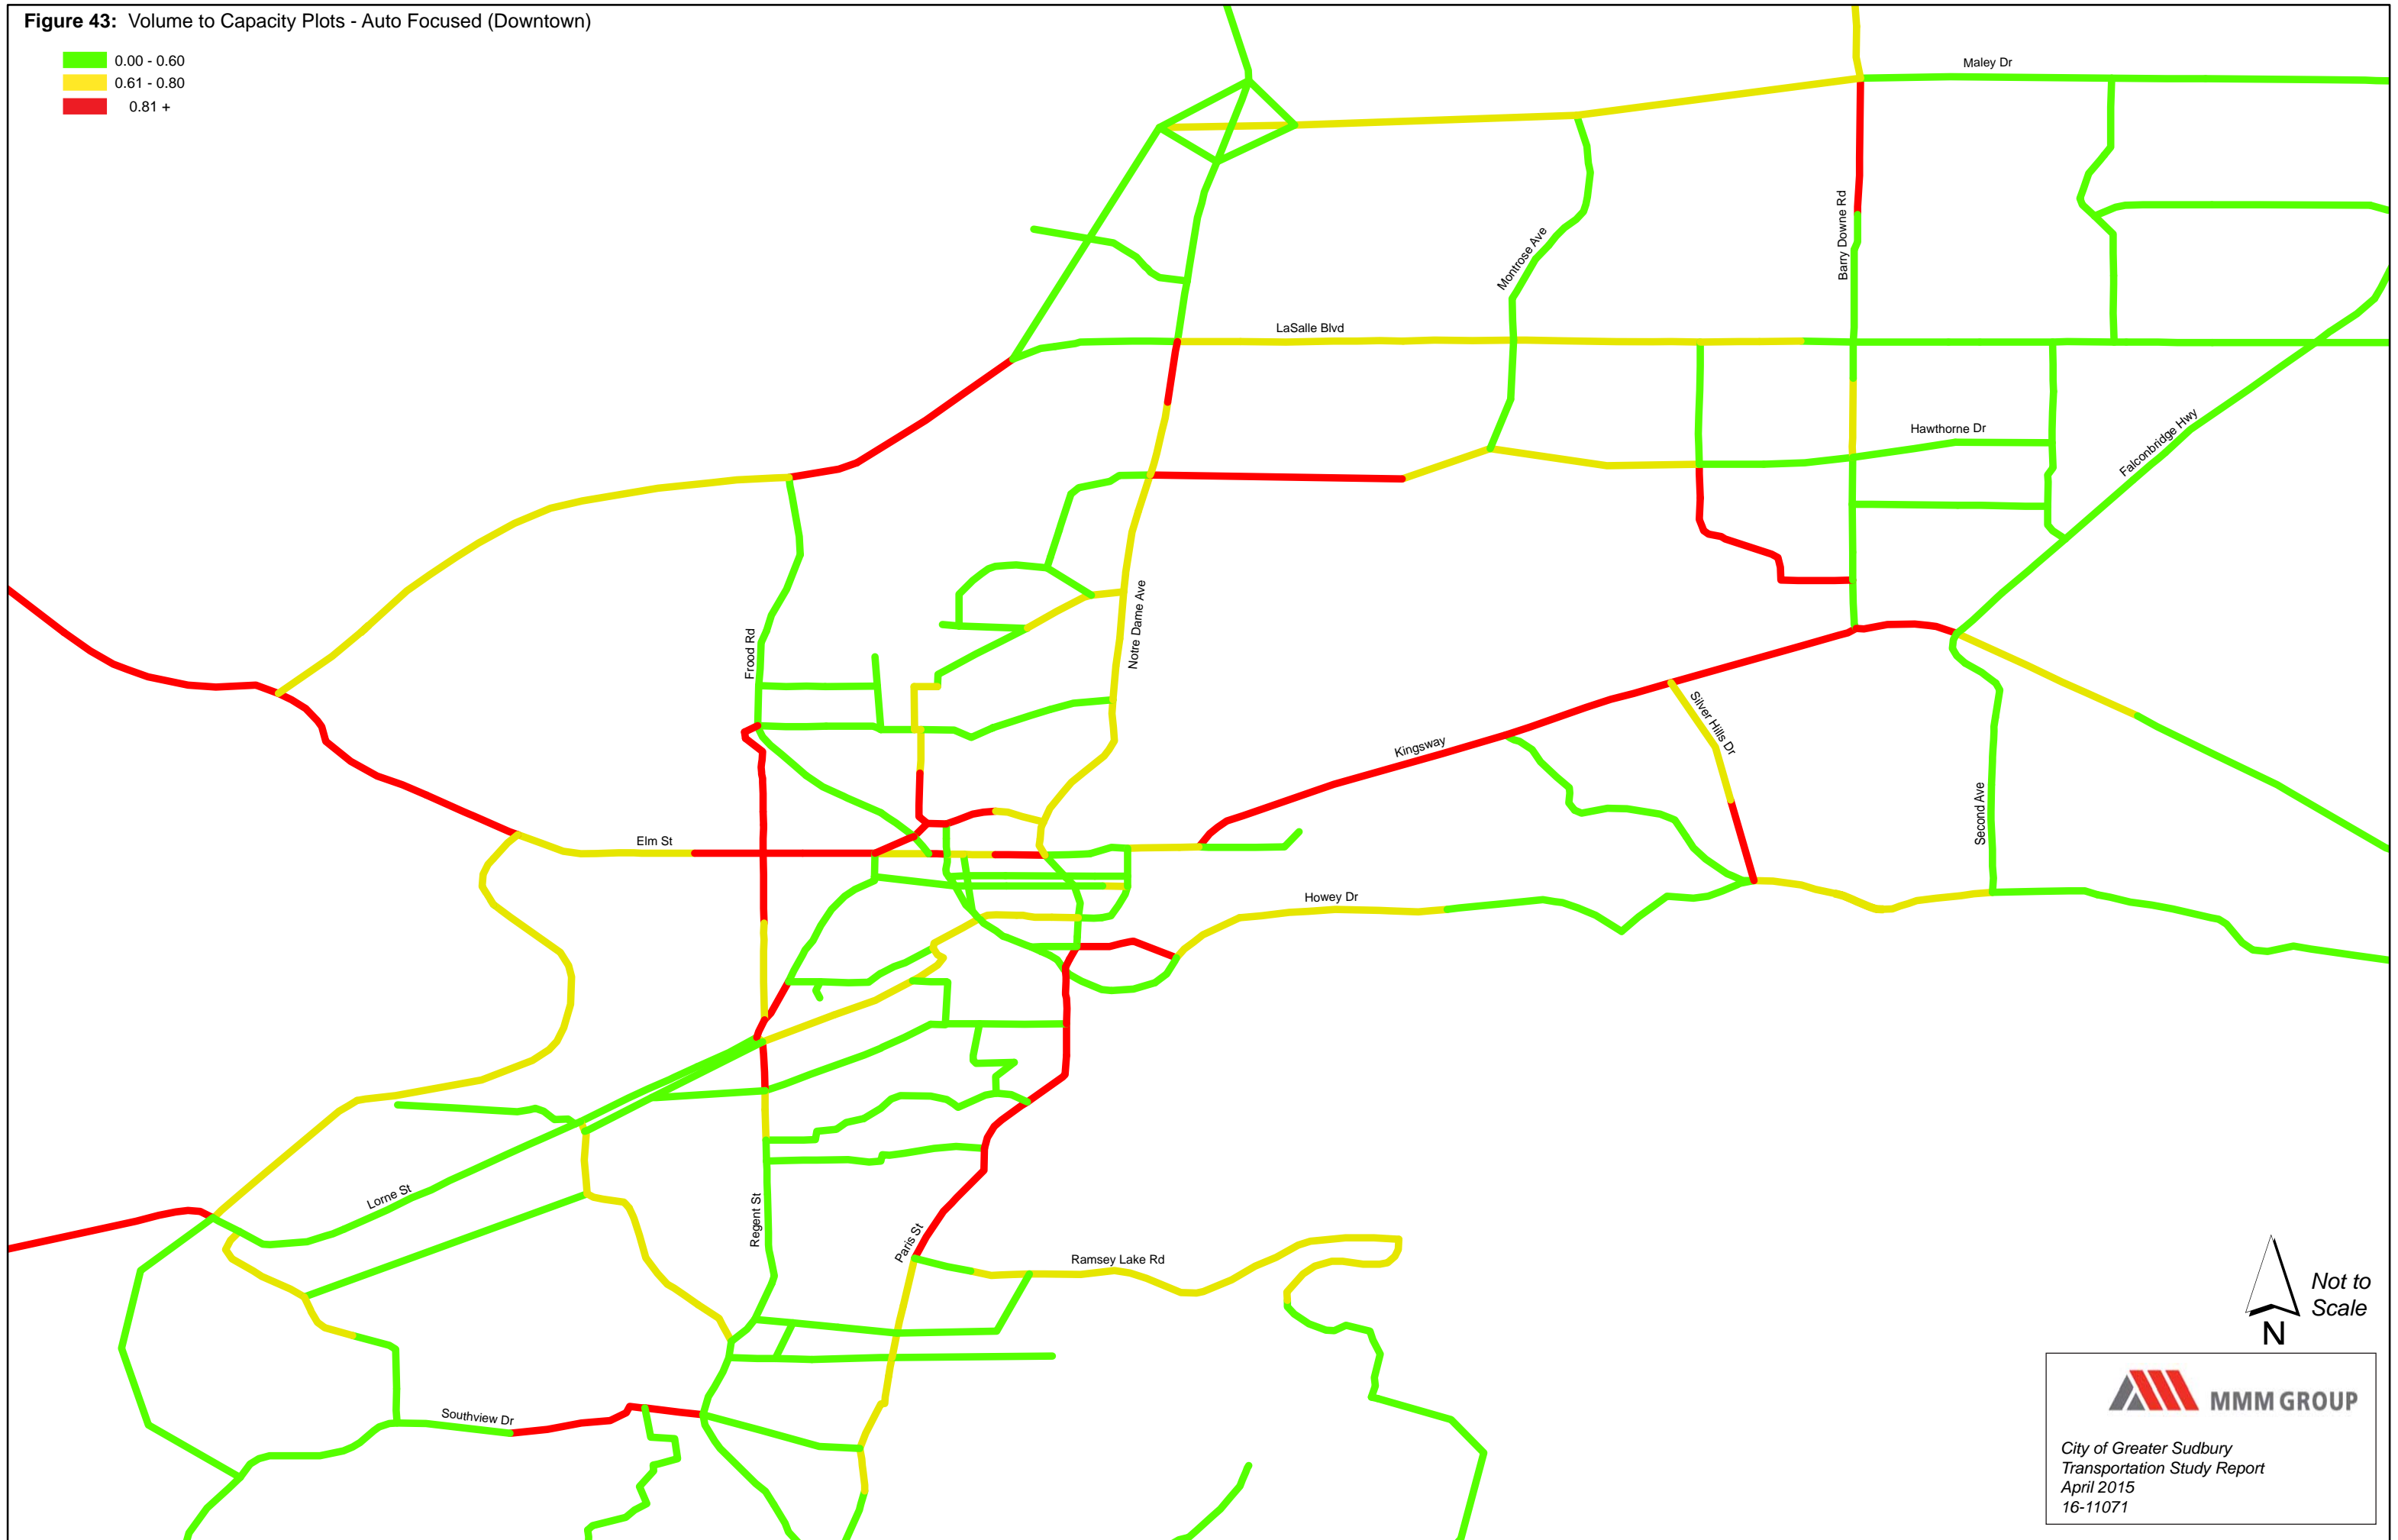 Figure 43: Volume to Capacity Plots - Auto Focused (Downtown)
0.00 - 0.60
0.61 - 0.80
0.81 +
Maley Dr
Barry Downe Rd
Montrose Ave
LaSalle Blvd
Hawthorne Dr
Falconbridge Hwy
Notre Dame Ave
Frood Rd
Silver Hills Dr
Kingsway
Second Ave
Elm St
Howey Dr
Lorne St
Regent St
Paris St
Ramsey Lake Rd
Southview Dr
Not to
Scale
N
MMM GROUP
City of Greater Sudbury
Transportation Study Report
April 2015
16-11071